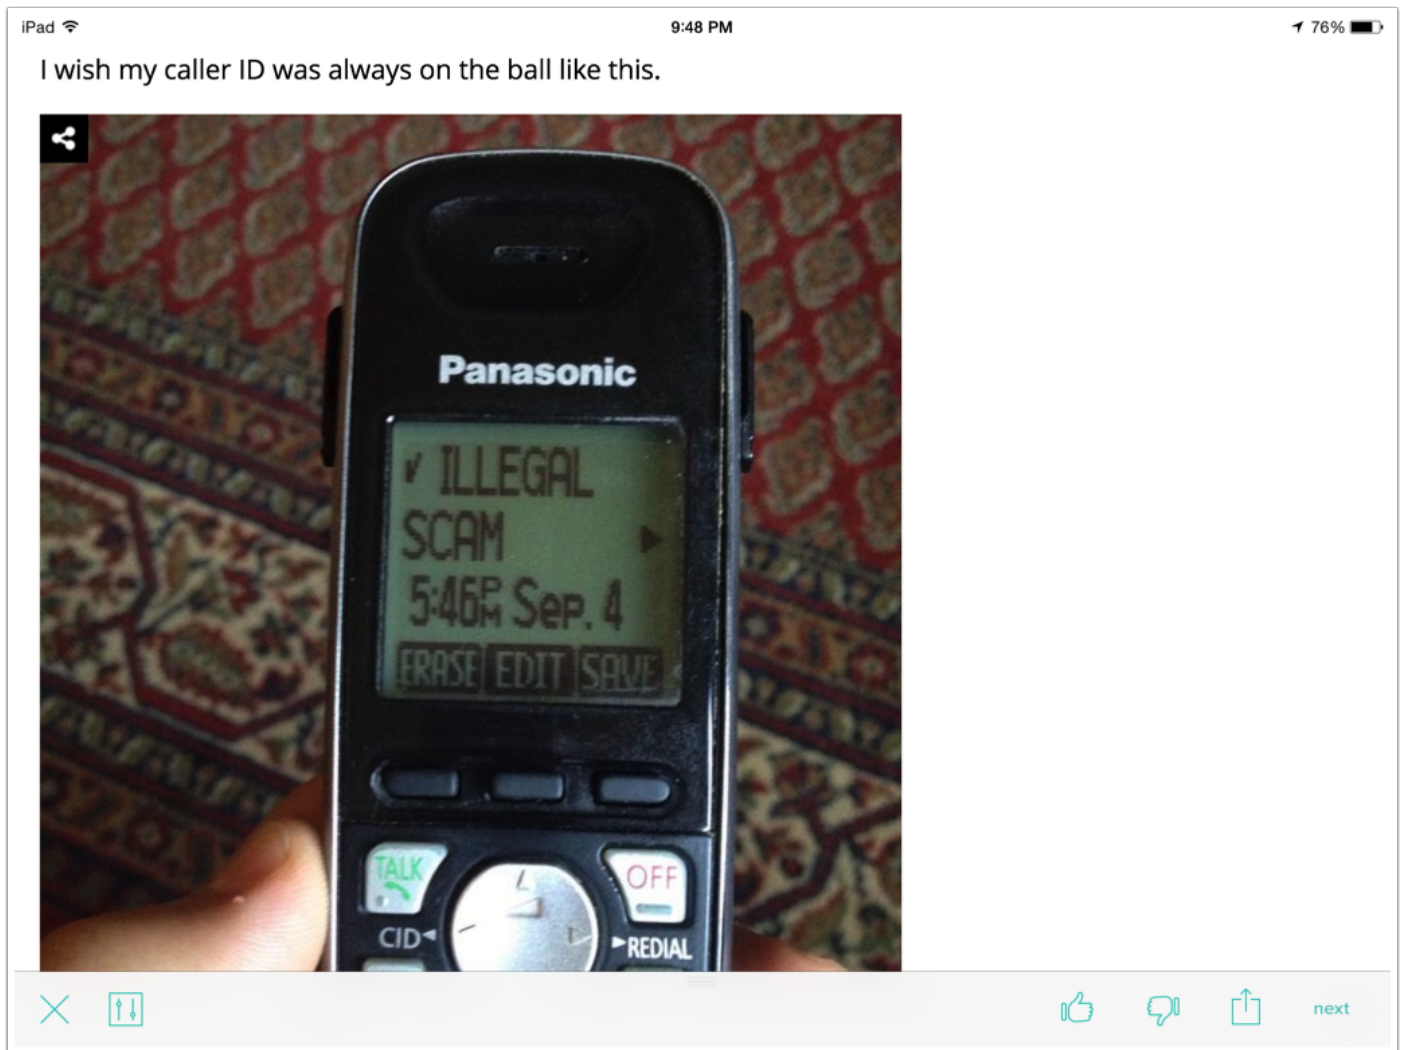 iPad
9:48 PM
76%
I wish my caller ID was always on the ball like this.
Panasonic
✓ ILLEGAL
SCAM ▶
5:46PM Sep. 4
ERASE EDIT SAVE
TALK
OFF
CID◄
►REDIAL
next